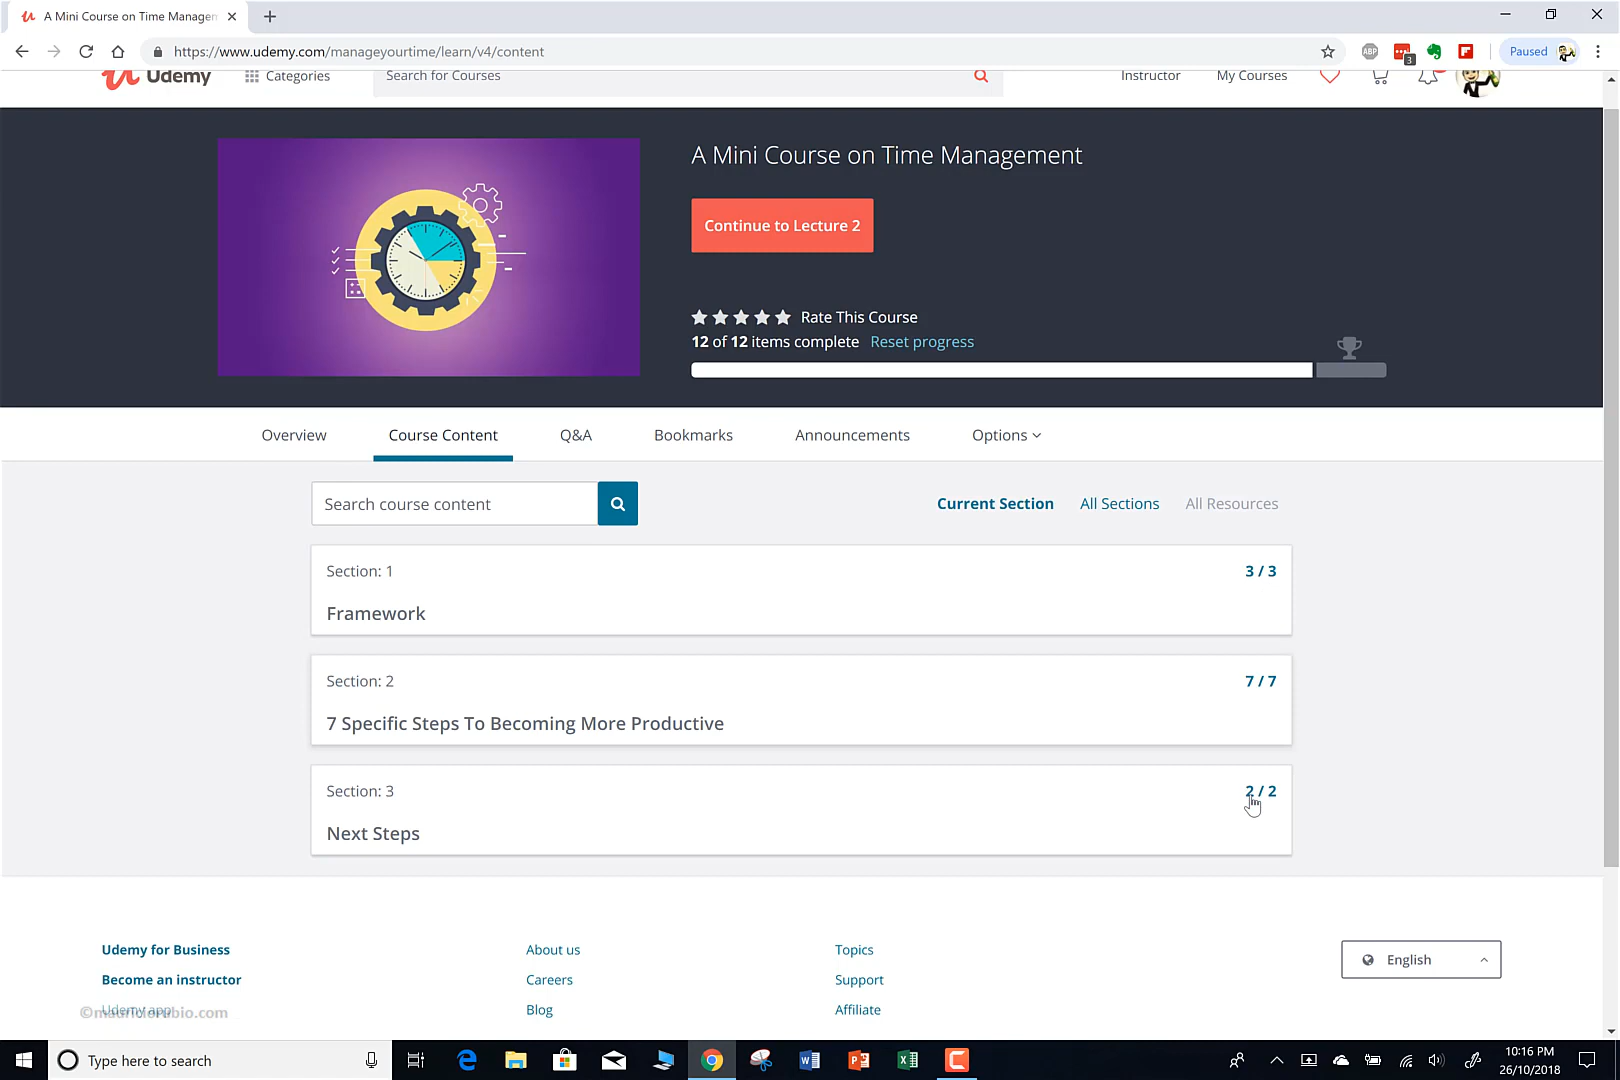 A Mini Course on Time Managem
https://www.udemy.com/manageyourtime/learn/v4/content
ABP
3
Paused
Udemy
Categories
Search for Courses
Instructor
My Courses
A Mini Course on Time Management
Continue to Lecture 2
Rate This Course
12 of 12 items complete
Reset progress
Overview
Course Content
Q&A
Bookmarks
Announcements
Options
Search course content
Current Section
All Sections
All Resources
Section: 1
3 / 3
Framework
Section: 2
7 / 7
7 Specific Steps To Becoming More Productive
Section: 3
2 / 2
Next Steps
Udemy for Business
About us
Topics
English
Become an instructor
Careers
Support
Udemy app
Blog
Affiliate
Type here to search
10:16 PM
26/10/2018